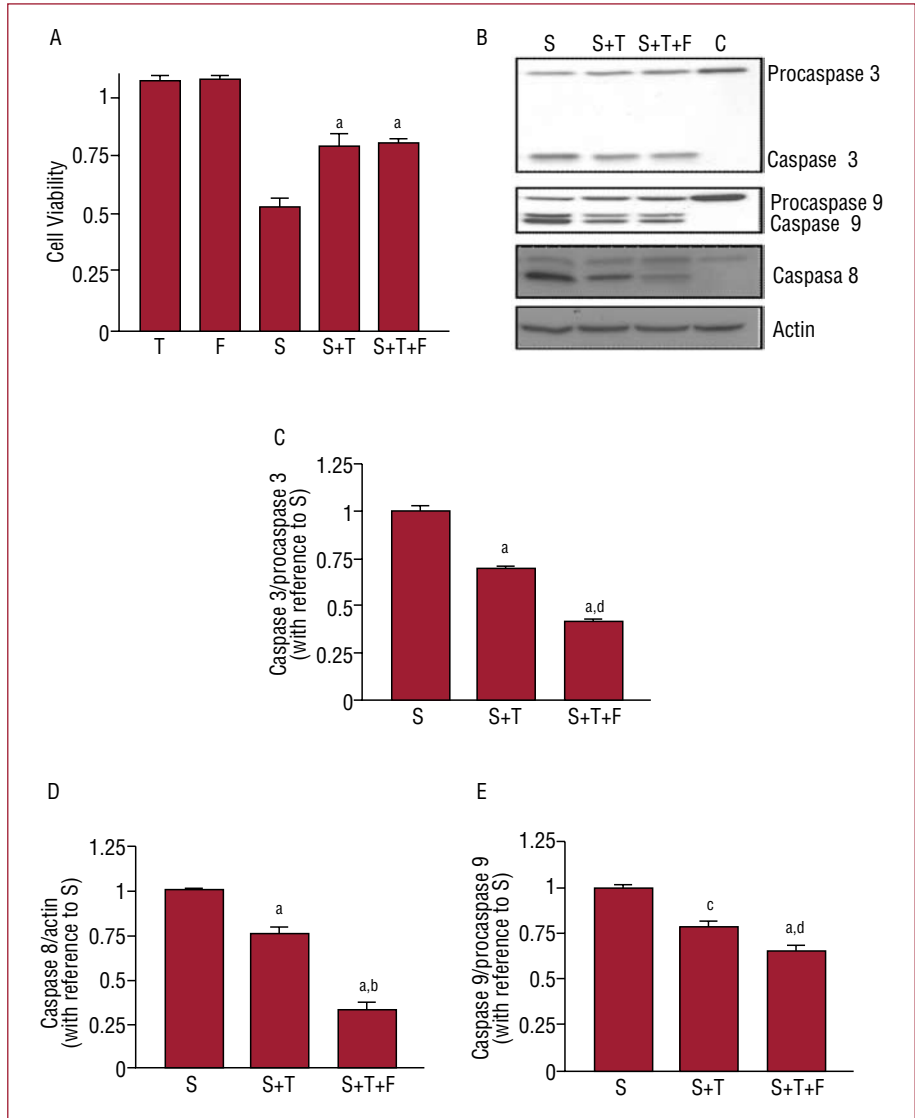 A
Cell Viability
1
0.75
0.5
0.25
0
a
a
T F S S+T S+T+F
B
S S+T S+T+F C
Procaspase 3
Caspase 3
Procaspase 9
Caspase 9
Caspasa 8
Actin
C
Caspase 3/procaspase 3
(with reference to S)
1.25
1
0.75
0.5
0.25
0
a
a,d
S S+T S+T+F
D
Caspase 8/actin
(with reference to S)
1.25
1
0.75
0.5
0.25
0
a
a,b
S S+T S+T+F
E
Caspase 9/procaspase 9
(with reference to S)
1.25
1
0.75
0.5
0.25
0
c
a,d
S S+T S+T+F